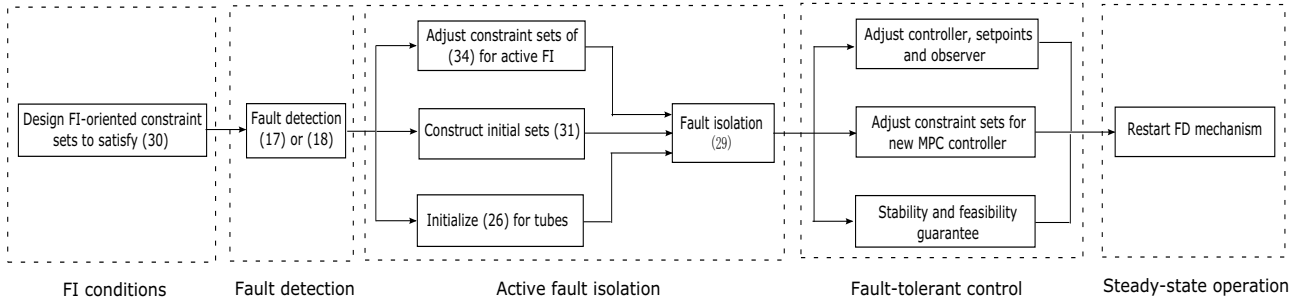 Design FI-oriented constraint
sets to satisfy (30)
Fault detection
(17) or (18)
Adjust constraint sets of
(34) for active FI
Construct initial sets (31)
Initialize (26) for tubes
Fault isolation
(29)
Adjust controller, setpoints
and observer
Adjust constraint sets for
new MPC controller
Stability and feasibility
guarantee
Restart FD mechanism
FI conditions
Fault detection
Active fault isolation
Fault-tolerant control
Steady-state operation